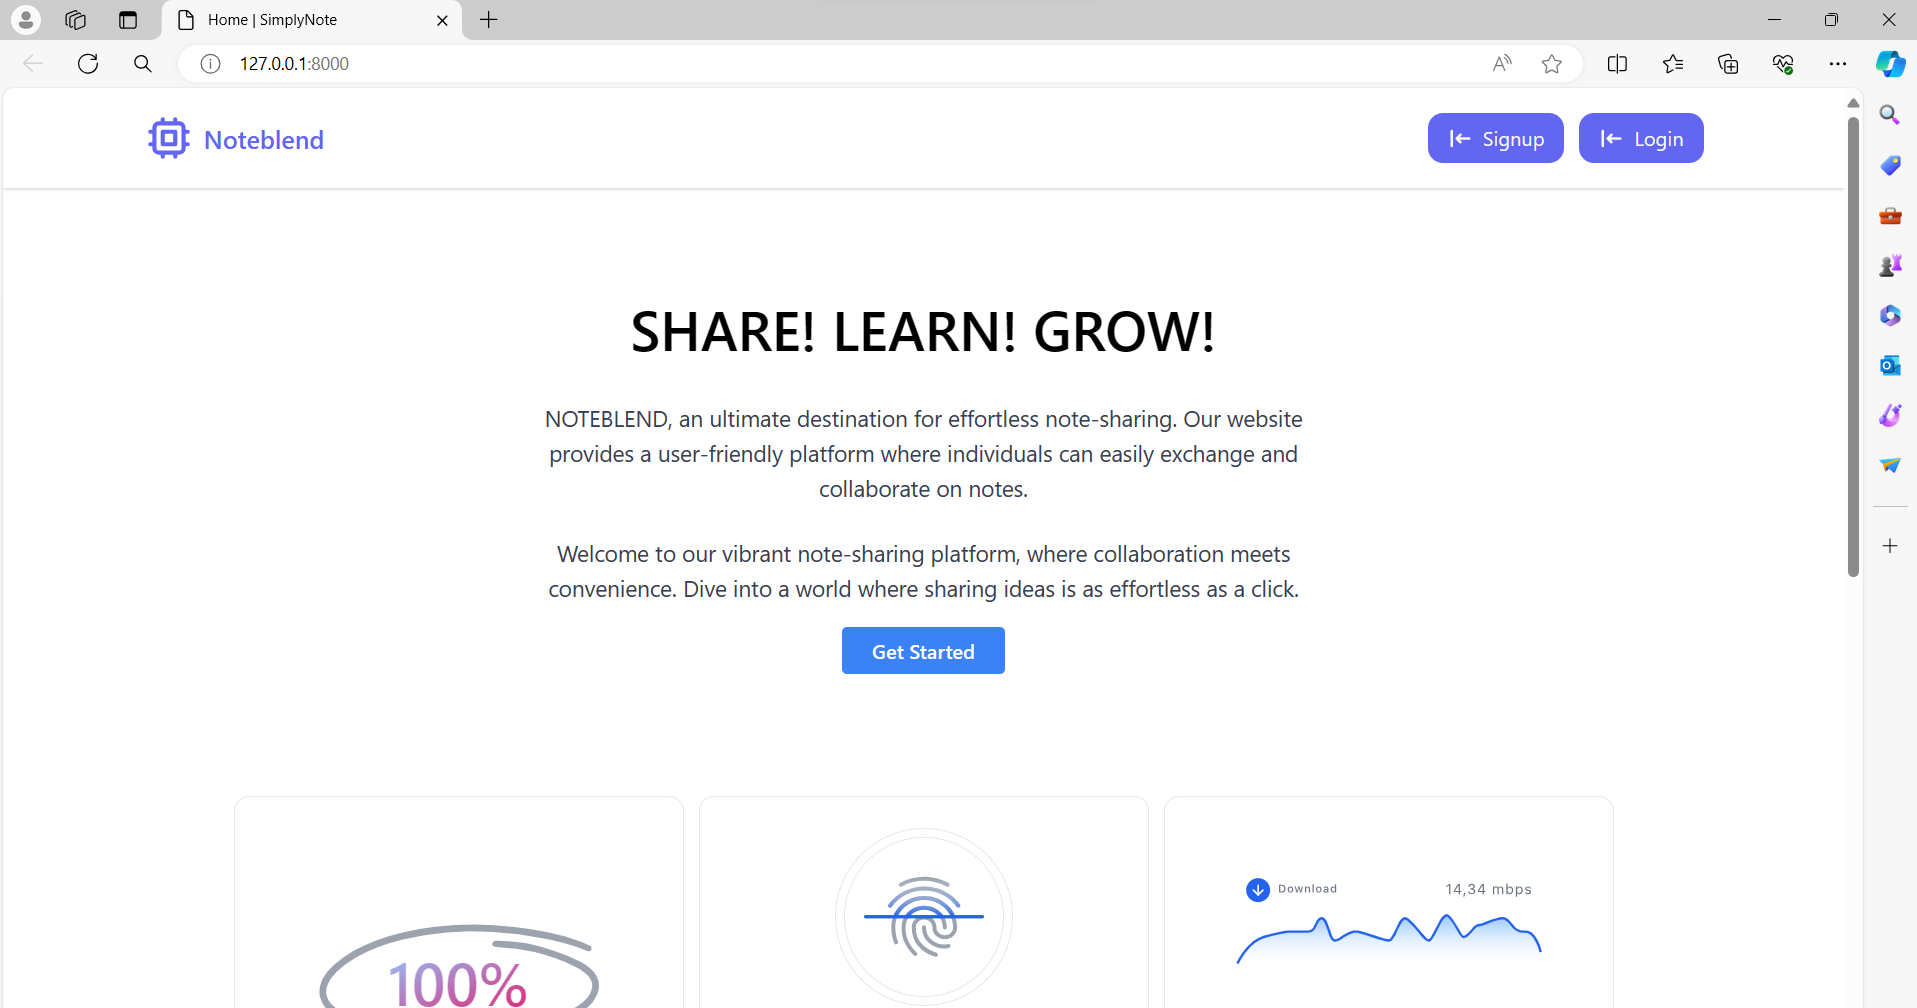 Home | SimplyNote
127.0.0.1:8000
Noteblend
Signup
Login
SHARE! LEARN! GROW!
NOTEBLEND, an ultimate destination for effortless note-sharing. Our website
provides a user-friendly platform where individuals can easily exchange and
collaborate on notes.
Welcome to our vibrant note-sharing platform, where collaboration meets
convenience. Dive into a world where sharing ideas is as effortless as a click.
Get Started
100%
Download
14,34 mbps